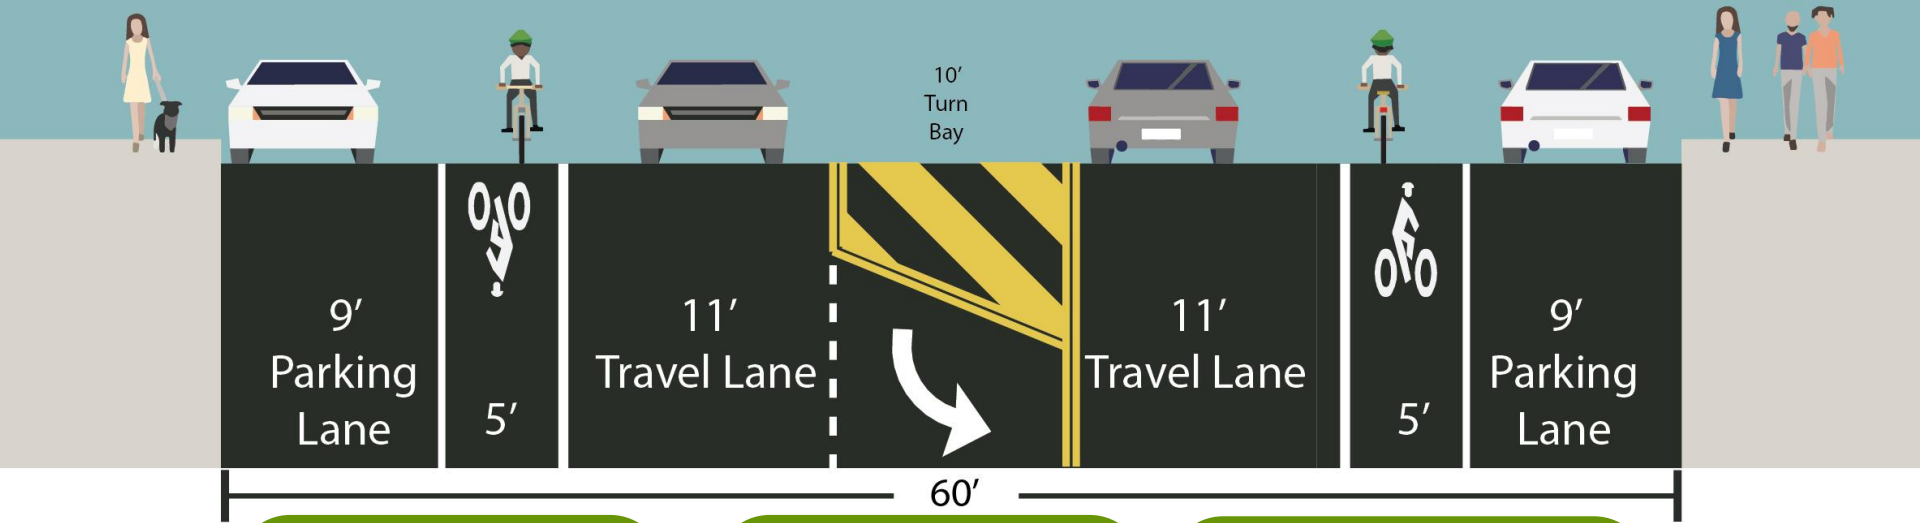 10’
Turn
Bay
9’
Parking
Lane
5’
11’
Travel Lane
11’
Travel Lane
5’
9’
Parking
Lane
60’